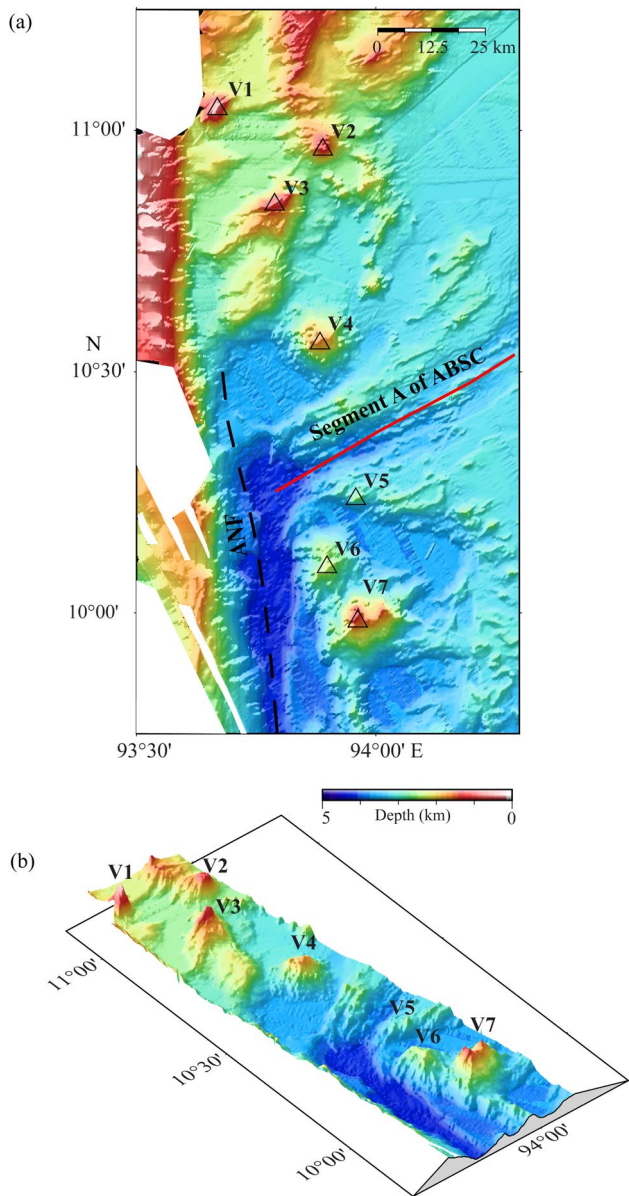 (a)
0 12.5 25 km
V1
11°00'
V2
V3
V4
N
10°30'
Segment A of ABSC
V5
ANF
V6
V7
10°00'
93°30' 94°00' E
5 Depth (km) 0
(b)
V1 V2
V3
V4
11°00'
V5 V7
V6
10°30'
10°00'
94°00'